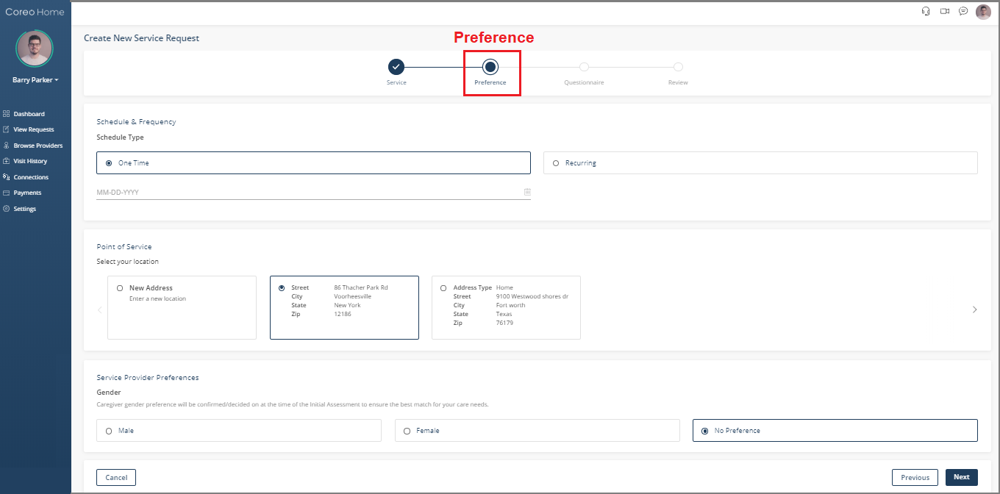 Coreo Home
Barry Parker
Dashboard
View Requests
Browse Providers
Visit History
Connections
Payments
Settings
Create New Service Request
Preference
Service
Preference
Questionnaire
Review
Schedule & Frequency
Schedule Type
One Time
Recurring
MM-DD-YYYY
Point of Service
Select your location
New Address
Enter a new location
Street 86 Thacher Park Rd
City Voorheesville
State New York
Zip 12186
Address Type Home
Street 9100 Westwood shores dr
City Fort worth
State Texas
Zip 76179
Service Provider Preferences
Gender
Caregiver gender preference will be confirmed/decided on at the time of the Initial Assessment to ensure the best match for your care needs.
Male
Female
No Preference
Cancel
Previous
Next